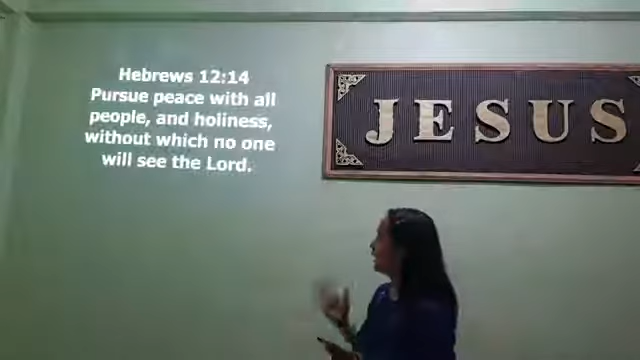 Hebrews 12:14
Pursue peace with all
people, and holiness,
without which no one
will see the Lord.
JESUS